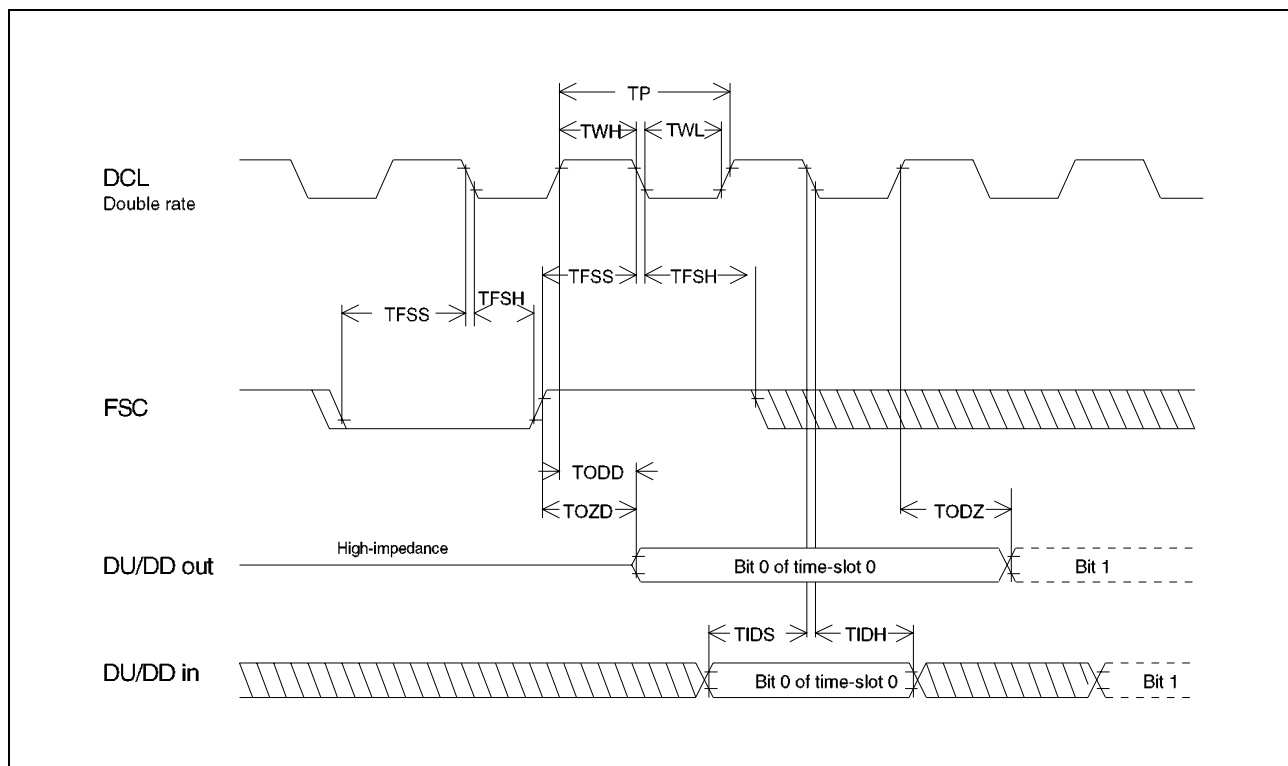 TP
TWH TWL
DCL
Double rate
TFSS TFSH
TFSS TFSH
FSC
TODD
TOZD TODZ
High-impedance
DU/DD out Bit 0 of time-slot 0 Bit 1
TIDS TIDH
DU/DD in Bit 0 of time-slot 0 Bit 1